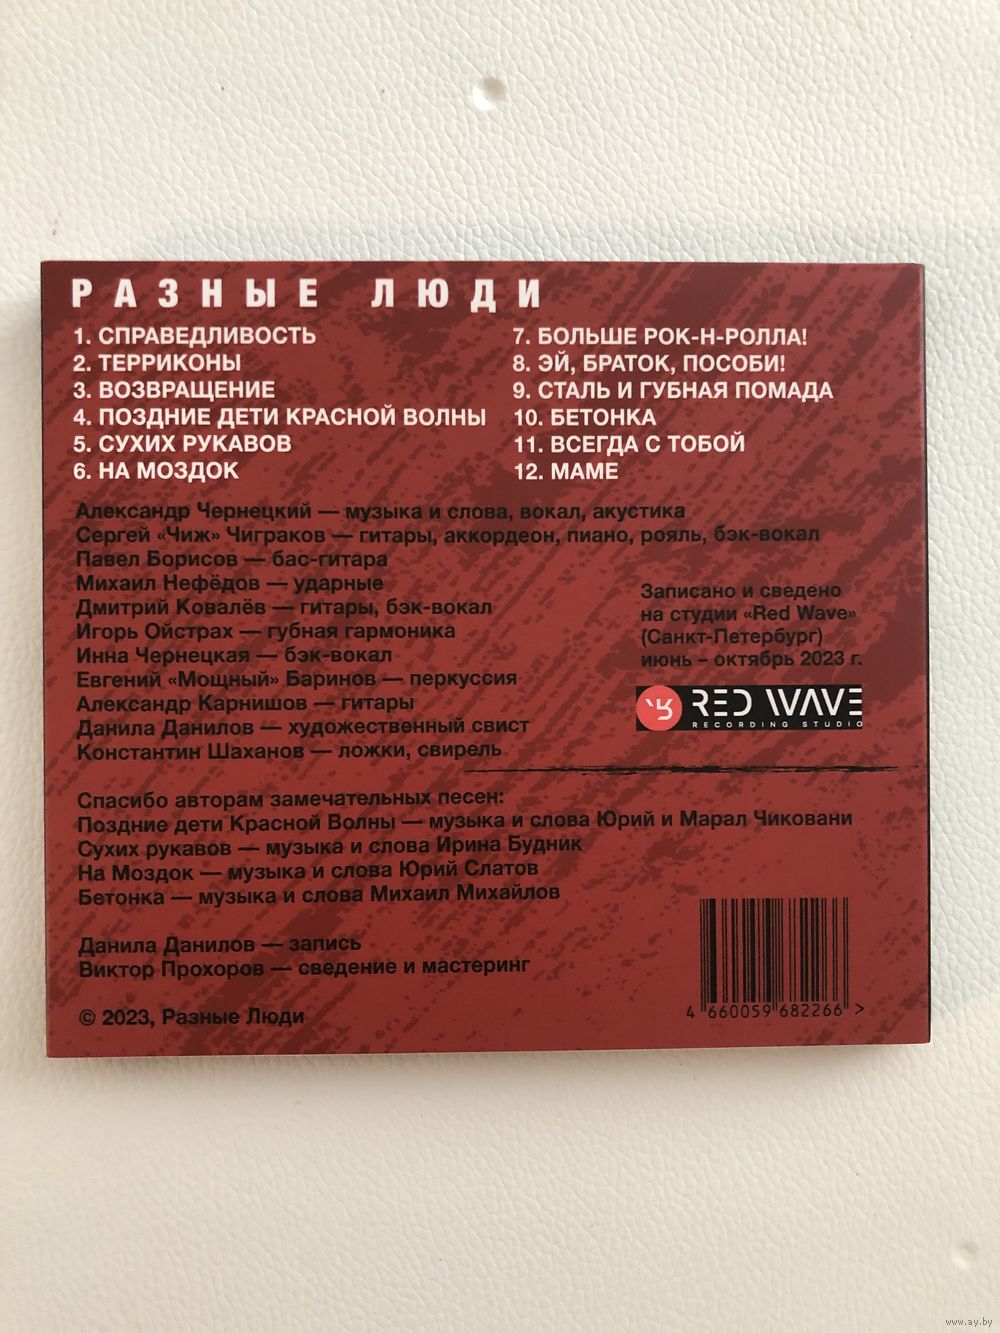 РАЗНЫЕ ЛЮДИ
1. СПРАВЕДЛИВОСТЬ
2. ТЕРРИКОНЫ
3. ВОЗВРАЩЕНИЕ
4. ПОЗДНИЕ ДЕТИ КРАСНОЙ ВОЛНЫ
5. СУХИХ РУКАВОВ
6. НА МОЗДОК
7. БОЛЬШЕ РОК-Н-РОЛЛА!
8. ЭЙ, БРАТОК, ПОСОБИ!
9. СТАЛЬ И ГУБНАЯ ПОМАДА
10. БЕТОНКА
11. ВСЕГДА С ТОБОЙ
12. МАМЕ
Александр Чернецкий — музыка и слова, вокал, акустика
Сергей «Чиж» Чиграков — гитары, аккордеон, пиано, рояль, бэк-вокал
Павел Борисов — бас-гитара
Михаил Нефёдов — ударные
Дмитрий Ковалёв — гитары, бэк-вокал
Игорь Ойстрах — губная гармоника
Инна Чернецкая — бэк-вокал
Евгений «Мощный» Баринов — перкуссия
Александр Карнишов — гитары
Данила Данилов — художественный свист
Константин Шаханов — ложки, свирель
Записано и сведено
на студии «Red Wave»
(Санкт-Петербург)
июнь – октябрь 2023 г.
RED WAVE
RECORDING STUDIO
Спасибо авторам замечательных песен:
Поздние дети Красной Волны — музыка и слова Юрий и Марал Чиковани
Сухих рукавов — музыка и слова Ирина Будник
На Моздок — музыка и слова Юрий Слатов
Бетонка — музыка и слова Михаил Михайлов
Данила Данилов — запись
Виктор Прохоров — сведение и мастеринг
© 2023, Разные Люди
4 660059 682266 >
www.ay.by